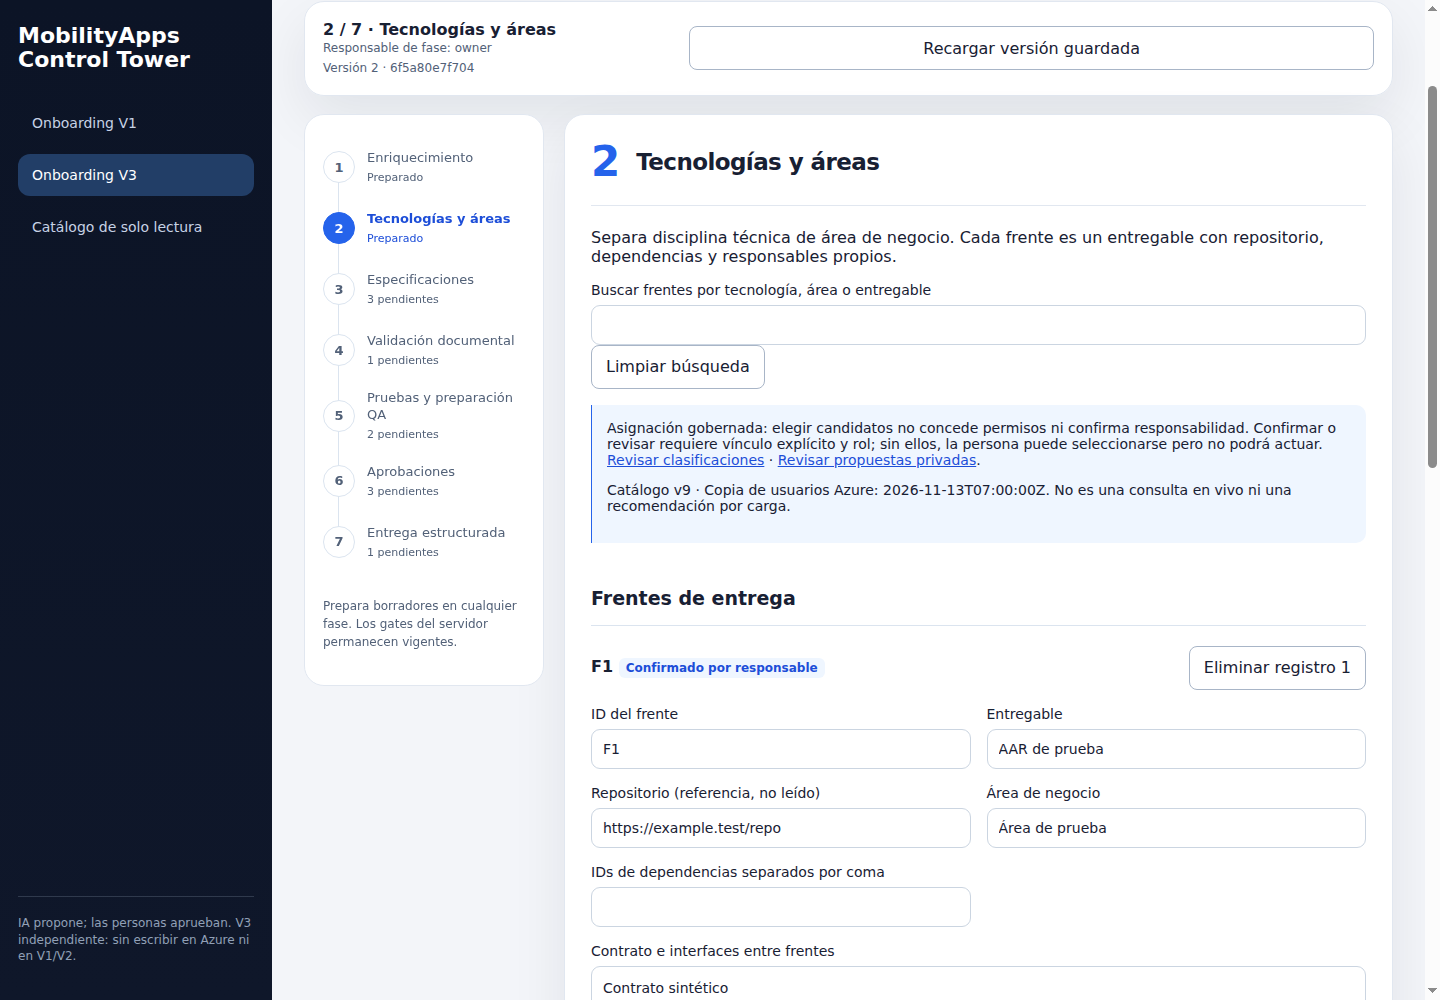 MobilityApps
Control Tower
Onboarding V1
Onboarding V3
Catálogo de solo lectura
IA propone; las personas aprueban. V3
independiente: sin escribir en Azure ni
en V1/V2.
2 / 7 · Tecnologías y áreas
Responsable de fase: owner
Versión 2 · 6f5a80e7f704
Recargar versión guardada
1
Enriquecimiento
Preparado
2
Tecnologías y áreas
Preparado
3
Especificaciones
3 pendientes
4
Validación documental
1 pendientes
5
Pruebas y preparación
QA
2 pendientes
6
Aprobaciones
3 pendientes
7
Entrega estructurada
1 pendientes
Prepara borradores en cualquier
fase. Los gates del servidor
permanecen vigentes.
2 Tecnologías y áreas
Separa disciplina técnica de área de negocio. Cada frente es un entregable con repositorio,
dependencias y responsables propios.
Buscar frentes por tecnología, área o entregable
Limpiar búsqueda
Asignación gobernada: elegir candidatos no concede permisos ni confirma responsabilidad. Confirmar o
revisar requiere vínculo explícito y rol; sin ellos, la persona puede seleccionarse pero no podrá actuar.
Revisar clasificaciones · Revisar propuestas privadas.
Catálogo v9 · Copia de usuarios Azure: 2026-11-13T07:00:00Z. No es una consulta en vivo ni una
recomendación por carga.
Frentes de entrega
F1 Confirmado por responsable
Eliminar registro 1
ID del frente
F1
Entregable
AAR de prueba
Repositorio (referencia, no leído)
https://example.test/repo
Área de negocio
Área de prueba
IDs de dependencias separados por coma
Contrato e interfaces entre frentes
Contrato sintético